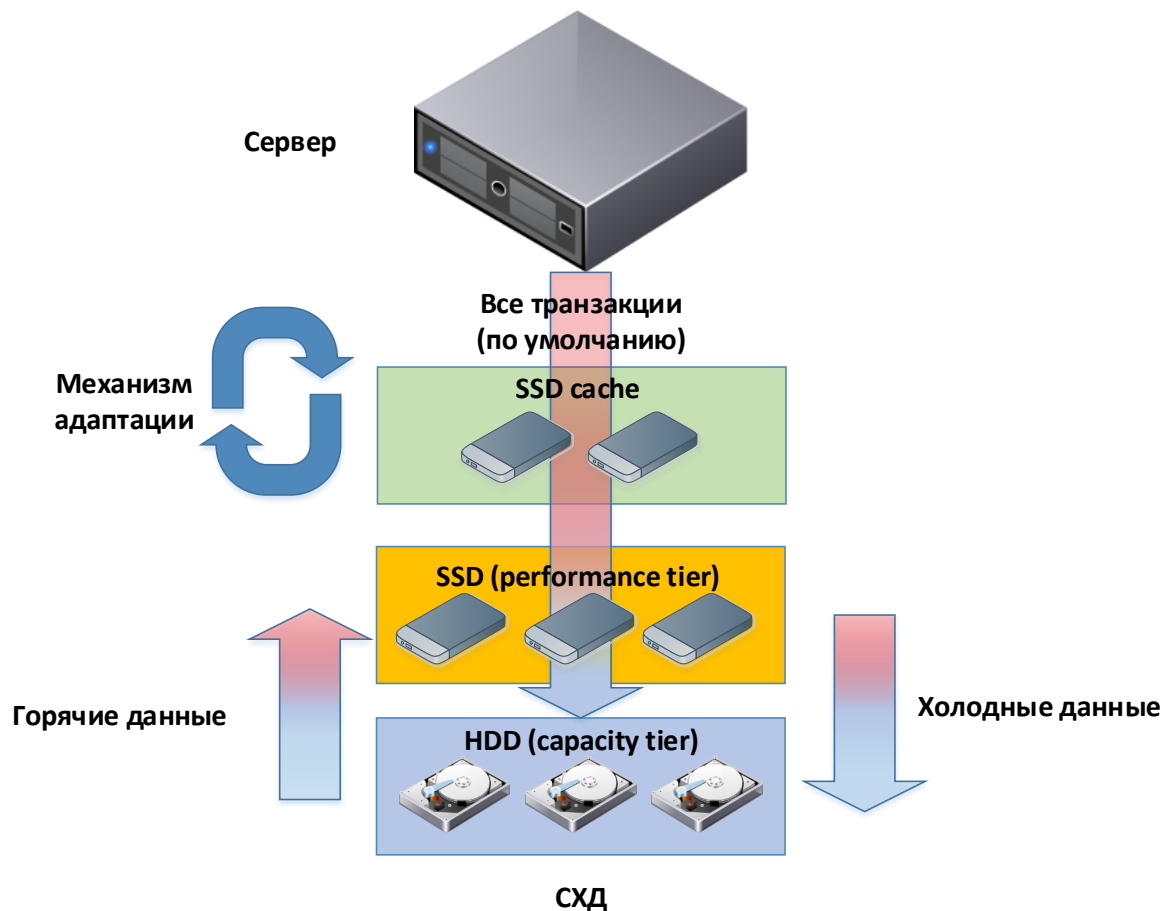 Сервер
Все транзакции
(по умолчанию)
SSD cache
Механизм
адаптации
SSD (performance tier)
Горячие данные
Холодные данные
HDD (capacity tier)
СХД